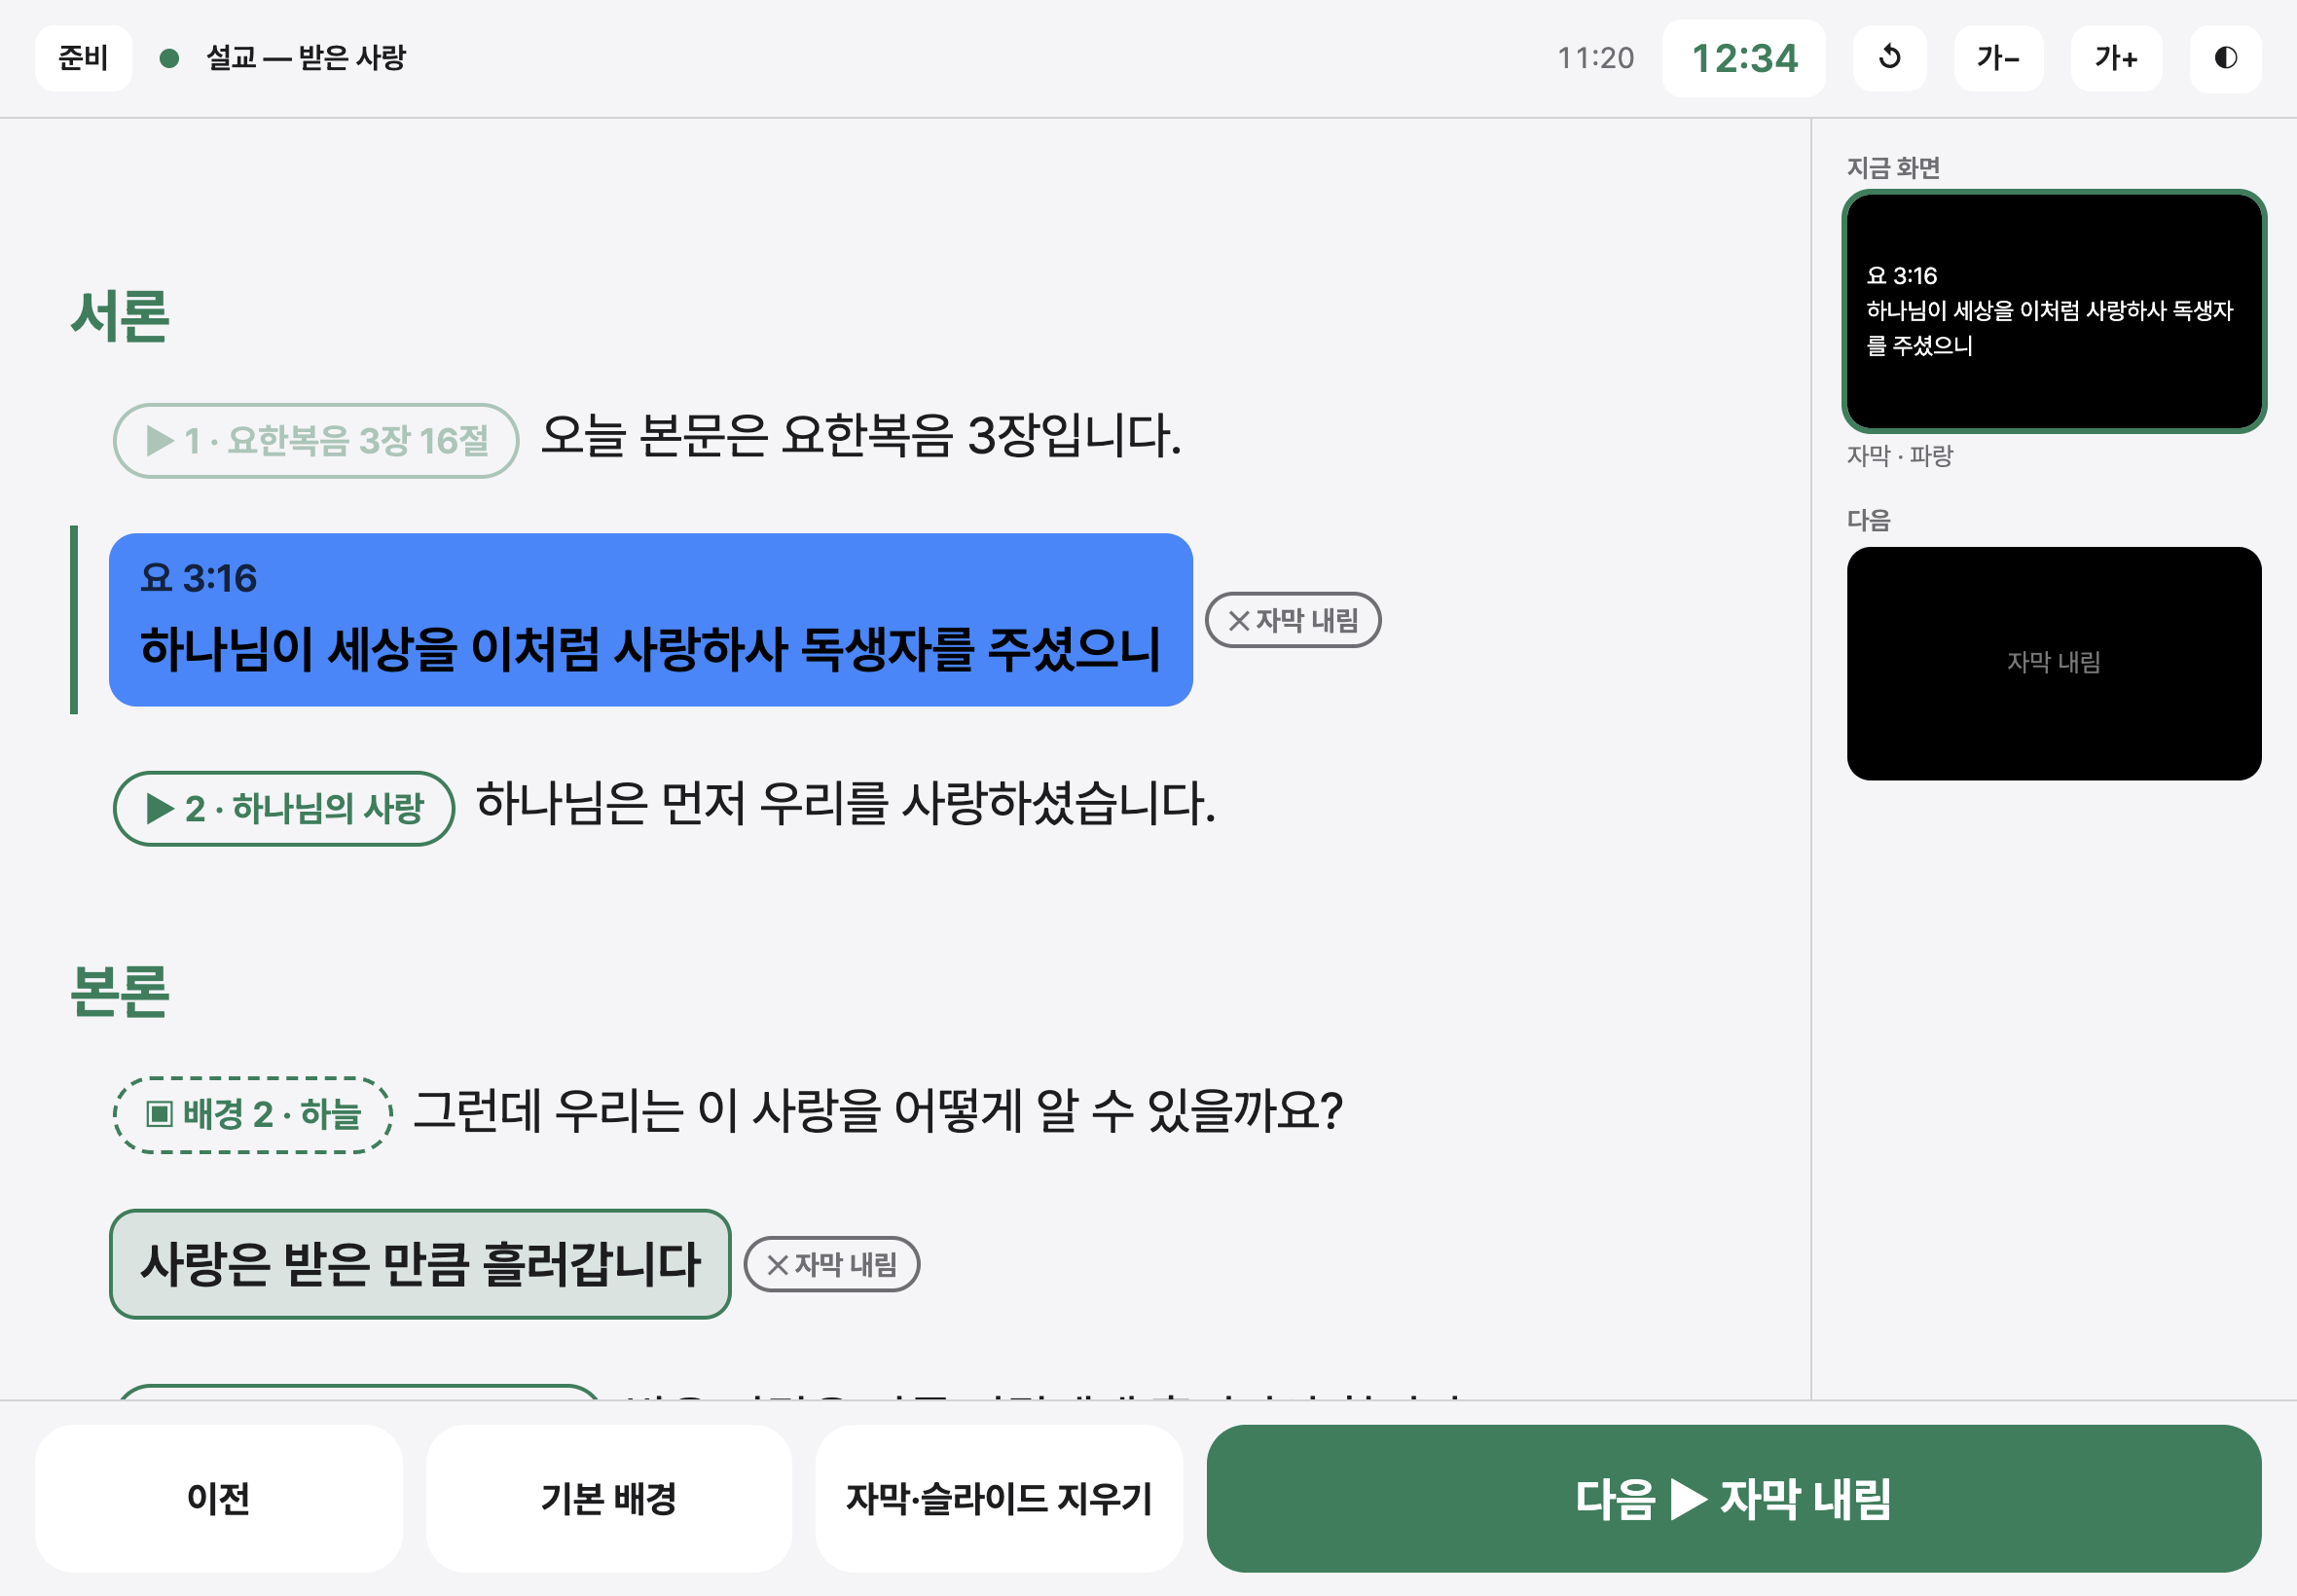 준비
설교 — 받은 사랑
11:20
12:34
가−
가+
서론
▶ 1 · 요한복음 3장 16절 오늘 본문은 요한복음 3장입니다.
요 3:16
하나님이 세상을 이처럼 사랑하사 독생자를 주셨으니
× 자막 내림
▶ 2 · 하나님의 사랑 하나님은 먼저 우리를 사랑하셨습니다.
본론
▣ 배경 2 · 하늘 그런데 우리는 이 사랑을 어떻게 알 수 있을까요?
사랑은 받은 만큼 흘러갑니다
× 자막 내림
지금 화면
요 3:16
하나님이 세상을 이처럼 사랑하사 독생자
를 주셨으니
자막 · 파랑
다음
자막 내림
이전
기본 배경
자막·슬라이드 지우기
다음 ▶ 자막 내림